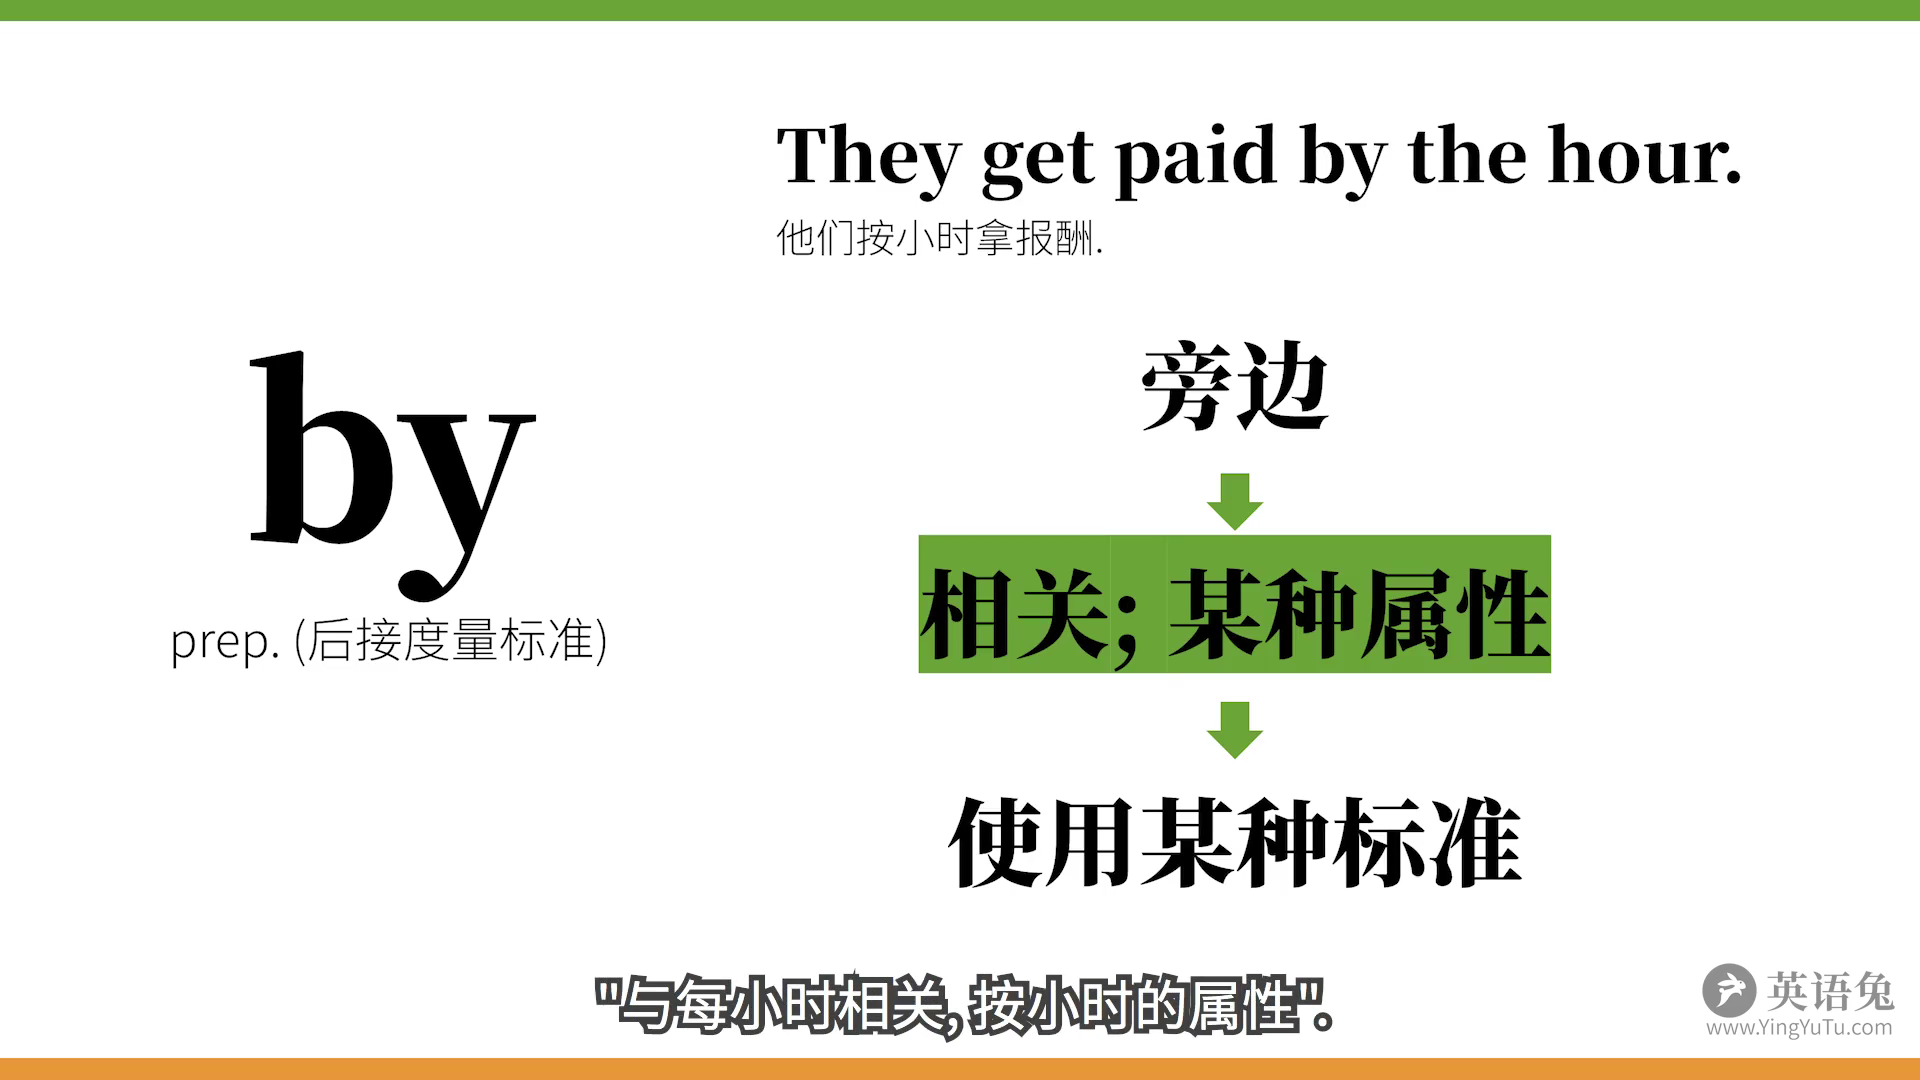 They get paid by the hour.
他们按小时拿报酬.
by
prep. (后接度量标准)
旁边
相关; 某种属性
使用某种标准
"与每小时相关, 按小时的属性".
英语兔
www.YingYuTu.com